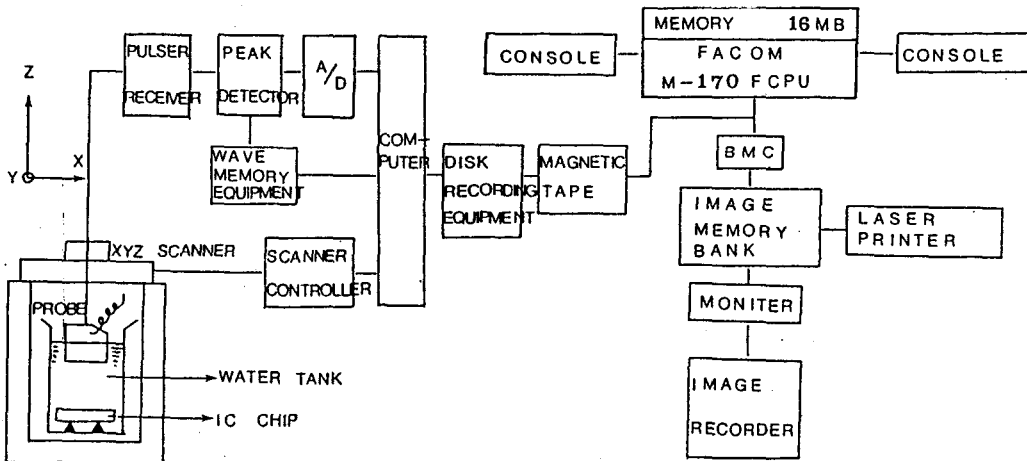 MEMORY 16MB
CONSOLE
FACOM
M-170 FCPU
CONSOLE
PULSER
RECEIVER
PEAK
DETECTOR
A/D
Z
X
Y
WAVE
MEMORY
EQUIPMENT
COM-
PUTER
DISK
RECORDING
EQUIPMENT
MAGNETIC
TAPE
BMC
IMAGE
MEMORY
BANK
LASER
PRINTER
XYZ SCANNER
SCANNER
CONTROLLER
MONITER
PROBE
WATER TANK
IC CHIP
IMAGE
RECORDER